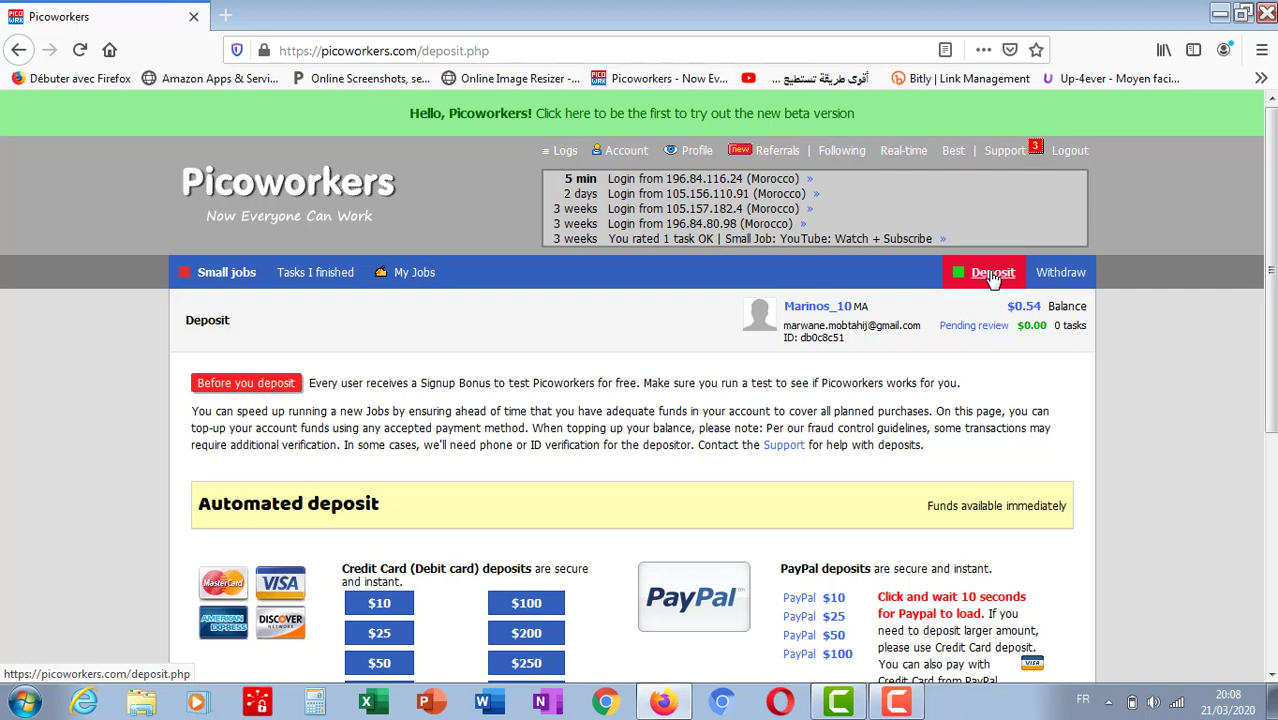 Picoworkers
https://picoworkers.com/deposit.php
Débuter avec Firefox
Amazon Apps & Servi...
Online Screenshots, se...
Online Image Resizer -...
Picoworkers - Now Ev...
أقوى طريقة تستطيع ...
Bitly | Link Management
Up-4ever - Moyen faci...
Hello, Picoworkers! Click here to be the first to try out the new beta version
Picoworkers
Now Everyone Can Work
Logs Account Profile new Referrals | Following Real-time Best | Support 3 Logout
5 min Login from 196.84.116.24 (Morocco) »
2 days Login from 105.156.110.91 (Morocco) »
3 weeks Login from 105.157.182.4 (Morocco) »
3 weeks Login from 196.84.80.98 (Morocco) »
3 weeks You rated 1 task OK | Small Job: YouTube: Watch + Subscribe »
Small jobs Tasks I finished My Jobs Deposit Withdraw
Deposit
Marinos_10 MA
marwane.mobtahij@gmail.com
ID: db0c8c51
$0.54 Balance
Pending review $0.00 0 tasks
Before you deposit Every user receives a Signup Bonus to test Picoworkers for free. Make sure you run a test to see if Picoworkers works for you.
You can speed up running a new Jobs by ensuring ahead of time that you have adequate funds in your account to cover all planned purchases. On this page, you can
top-up your account funds using any accepted payment method. When topping up your balance, please note: Per our fraud control guidelines, some transactions may
require additional verification. In some cases, we'll need phone or ID verification for the depositor. Contact the Support for help with deposits.
Automated deposit
Funds available immediately
MasterCard VISA
AMERICAN EXPRESS DISCOVER NETWORK
Credit Card (Debit card) deposits are secure
and instant.
$10 $100
$25 $200
$50 $250
PayPal
PayPal deposits are secure and instant.
PayPal $10
PayPal $25
PayPal $50
PayPal $100
Click and wait 10 seconds
for Paypal to load. If you
need to deposit larger amount,
please use Credit Card deposit.
You can also pay with VISA
Credit Card from PayPal
https://picoworkers.com/deposit.php
FR
20:08
21/03/2020